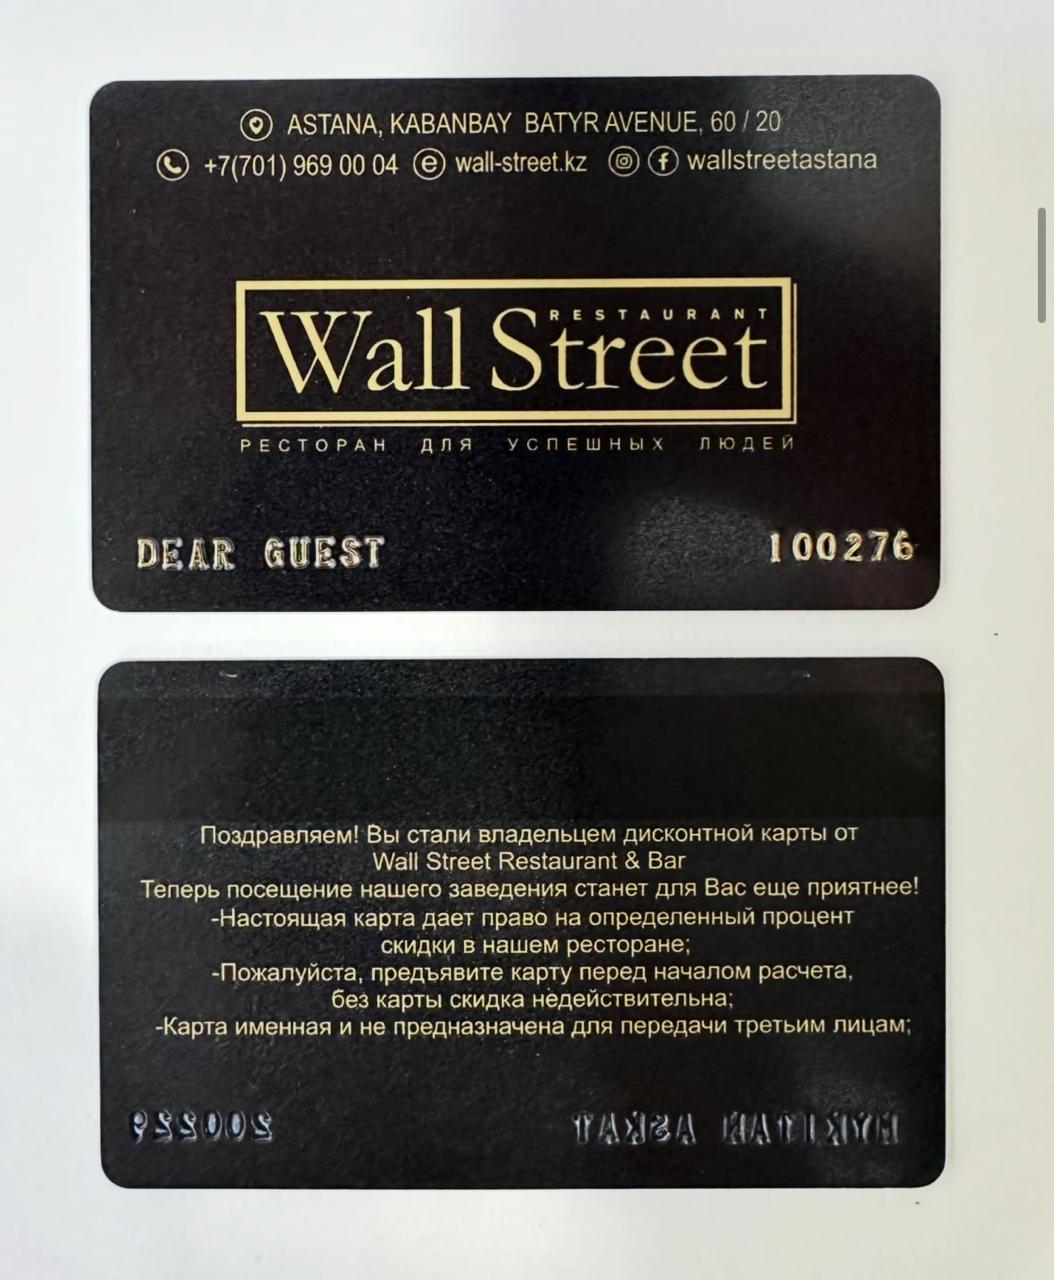 ASTANA, KABANBAY BATYR AVENUE, 60 / 20
+7(701) 969 00 04 e wall-street.kz f wallstreetastana
RESTAURANT
Wall Street
РЕСТОРАН ДЛЯ УСПЕШНЫХ ЛЮДЕЙ
DEAR GUEST 100276
Поздравляем! Вы стали владельцем дисконтной карты от
Wall Street Restaurant & Bar
Теперь посещение нашего заведения станет для Вас еще приятнее!
-Настоящая карта дает право на определенный процент
скидки в нашем ресторане;
-Пожалуйста, предъявите карту перед началом расчета,
без карты скидка недействительна;
-Карта именная и не предназначена для передачи третьим лицам;
200229 MYKITAN ASKAT